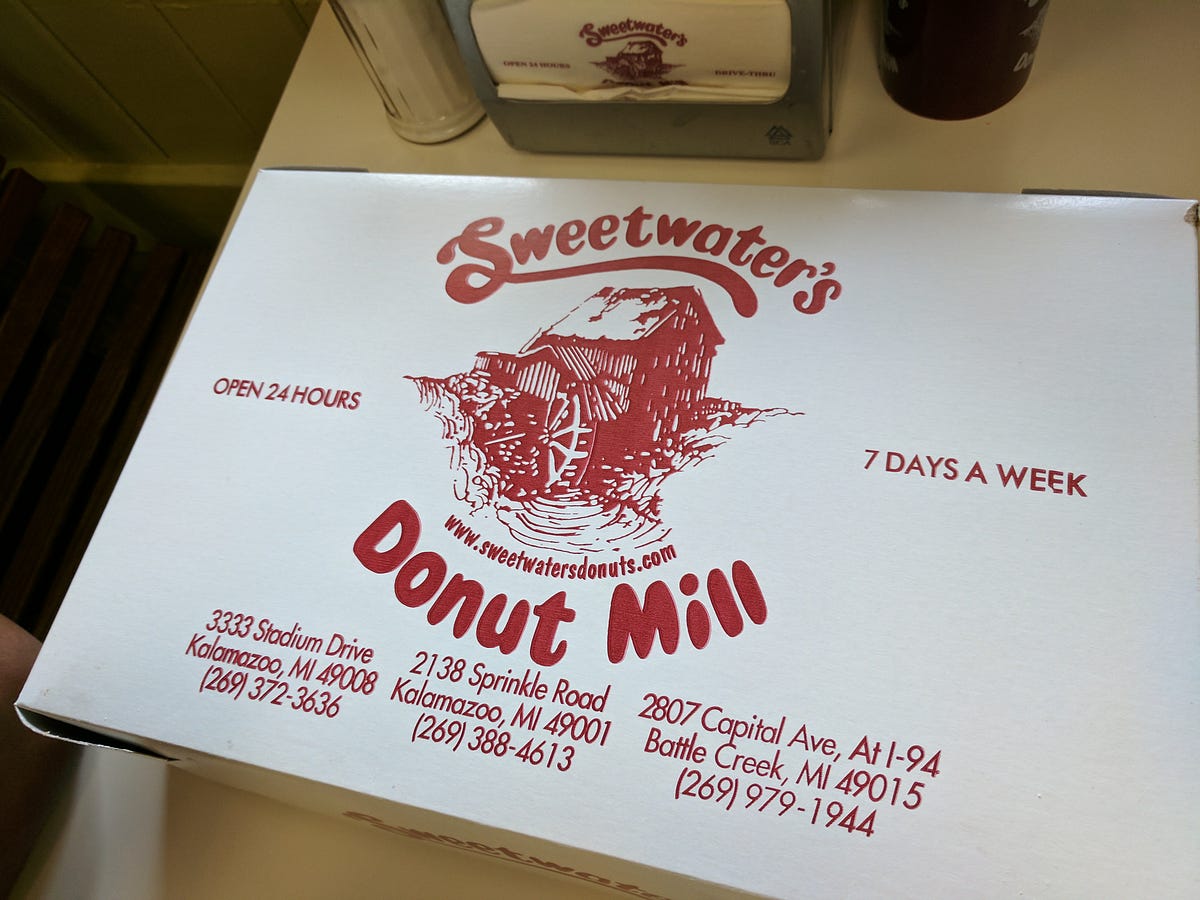 Sweetwater's
OPEN 24 HOURS
DRIVE-THRU
Sweetwater's
OPEN 24 HOURS
7 DAYS A WEEK
www.sweetwatersdonuts.com
Donut Mill
3333 Stadium Drive
Kalamazoo, MI 49008
(269) 372-3636
2138 Sprinkle Road
Kalamazoo, MI 49001
(269) 388-4613
2807 Capital Ave, At I-94
Battle Creek, MI 49015
(269) 979-1944